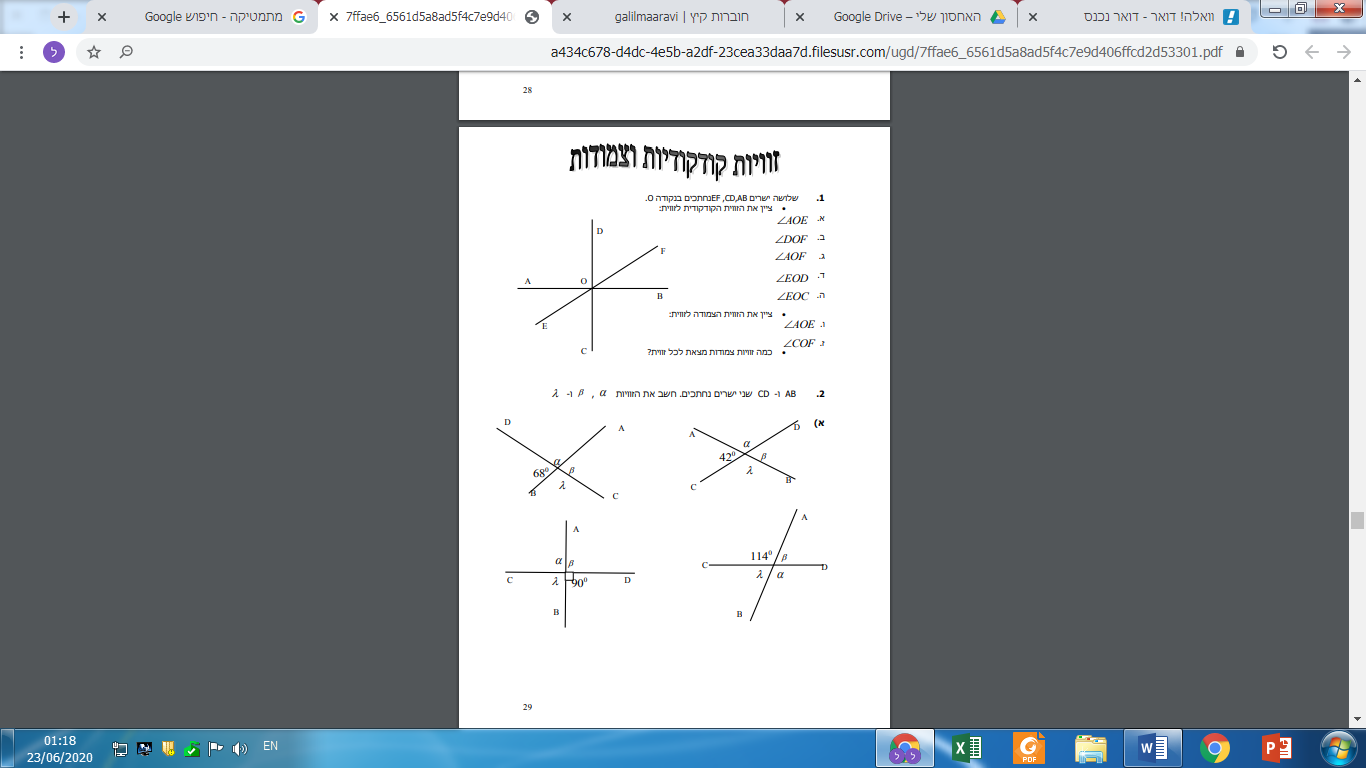 וואלה! דואר - דואר נכנס
האחסון שלי – Google Drive
חוברות קיץ | galilmaaravi
7ffae6_6561d5a8ad5f4c7e9d40
מתמטיקה - חיפוש Google
a434c678-d4dc-4e5b-a2df-23cea33daa7d.filesusr.com/ugd/7ffae6_6561d5a8ad5f4c7e9d406ffcd2d53301.pdf
ל
28
זוויות קודקודיות וצמודות
1. שלושה ישרים EF ,CD,ABנחתכים בנקודה O.
• ציין את הזווית הקודקודית לזווית:
א. ∠AOE
ב. ∠DOF
ג. ∠AOF
ד. ∠EOD
ה. ∠EOC
• ציין את הזווית הצמודה לזווית:
ו. ∠AOE
ז. ∠COF
• כמה זוויות צמודות מצאת לכל זווית?
D
F
A O
B
E
C
2. AB ו- CD שני ישרים נחתכים. חשב את הזוויות α , β ו- λ
א)
A D
α
42⁰ β
λ
C B
D A
α
68⁰ β
λ
B C
A
114⁰ β
C D
λ α
B
A
α β
C λ 90⁰ D
B
29
EN
01:18
23/06/2020